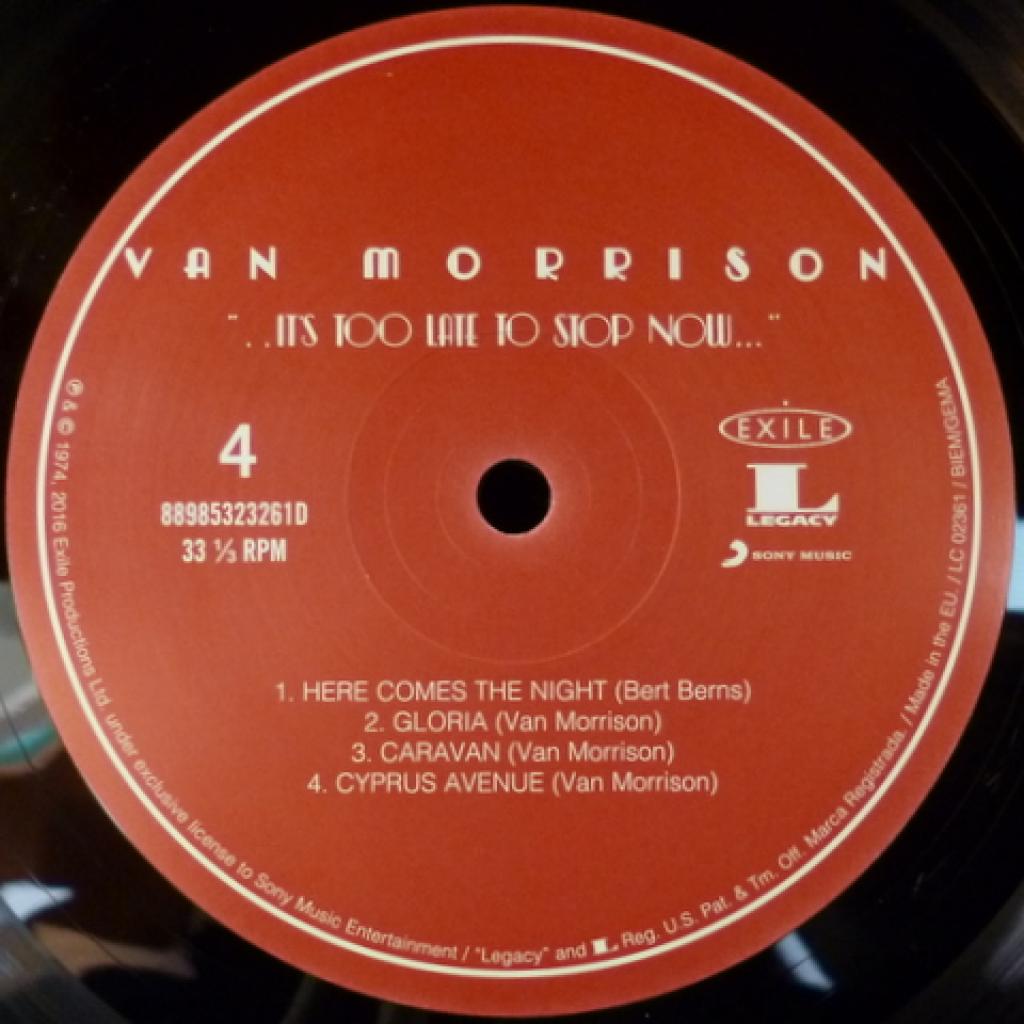 VAN MORRISON
"..IT'S TOO LATE TO STOP NOW..."
4
88985323261D
33 ⅓ RPM
EXILE
L
LEGACY
SONY MUSIC
1. HERE COMES THE NIGHT (Bert Berns)
2. GLORIA (Van Morrison)
3. CARAVAN (Van Morrison)
4. CYPRUS AVENUE (Van Morrison)
℗ & © 1974, 2016 Exile Productions Ltd. under exclusive license to Sony Music Entertainment / "Legacy" and L Reg. U.S. Pat. & Tm. Off. Marca Registrada. / Made in the EU. / LC 02361 / BIEM/GEMA